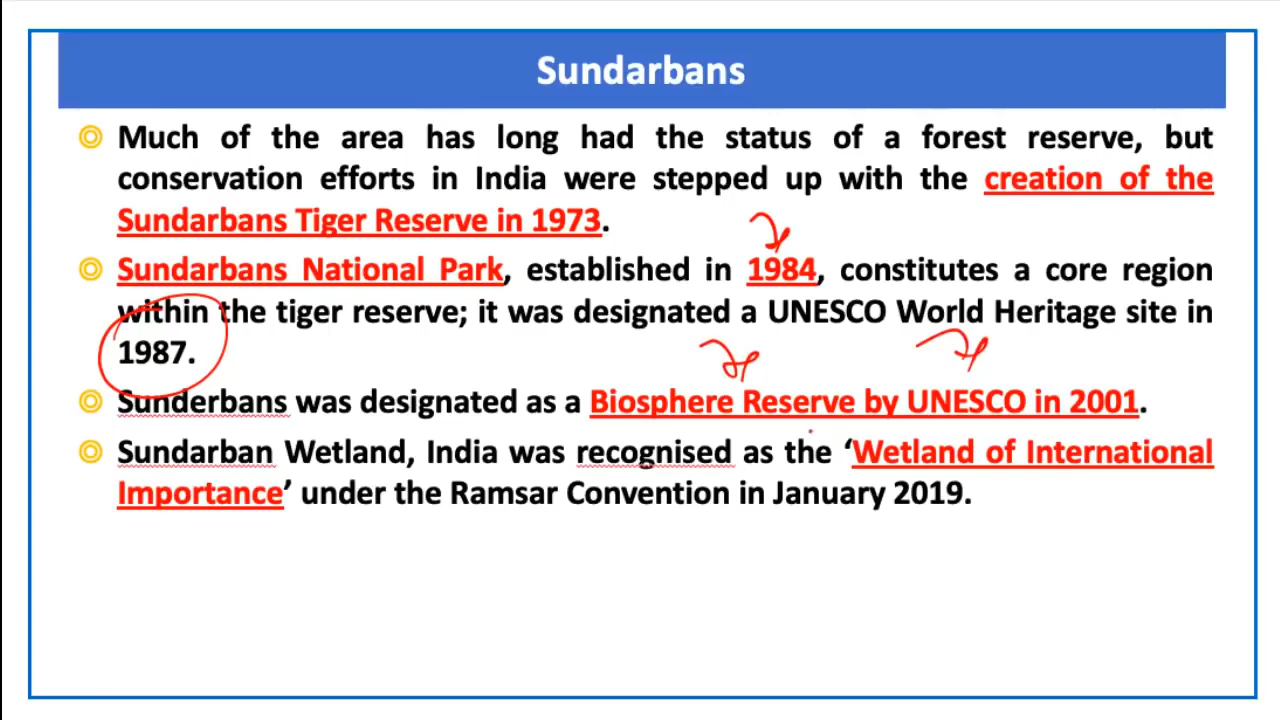 Sundarbans
Much of the area has long had the status of a forest reserve, but
conservation efforts in India were stepped up with the creation of the
Sundarbans Tiger Reserve in 1973.
Sundarbans National Park, established in 1984, constitutes a core region
within the tiger reserve; it was designated a UNESCO World Heritage site in
1987.
Sunderbans was designated as a Biosphere Reserve by UNESCO in 2001.
Sundarban Wetland, India was recognised as the ‘Wetland of International
Importance’ under the Ramsar Convention in January 2019.